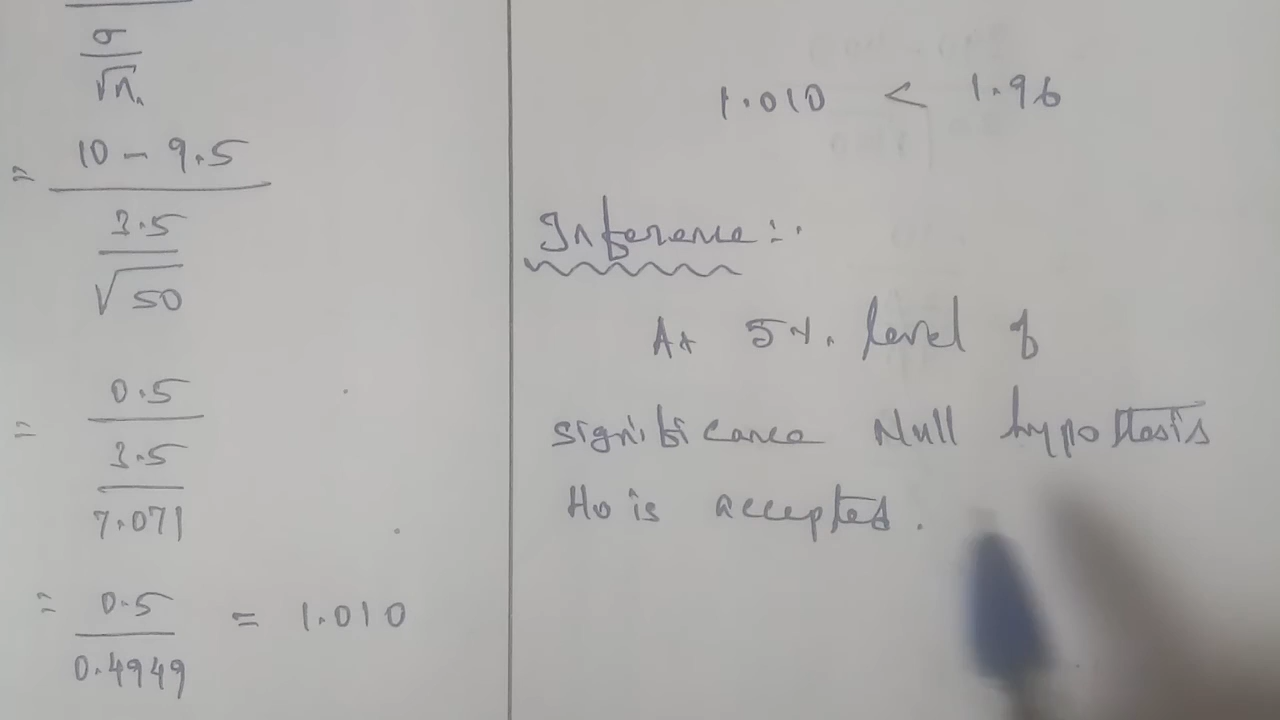 σ
√n
= 10 - 9.5
3.5
√50
= 0.5
3.5
7.071
= 0.5 = 1.010
0.4949
1.010 < 1.96
Inference:-
At 5% level of
significance Null hypothesis
Ho is accepted.